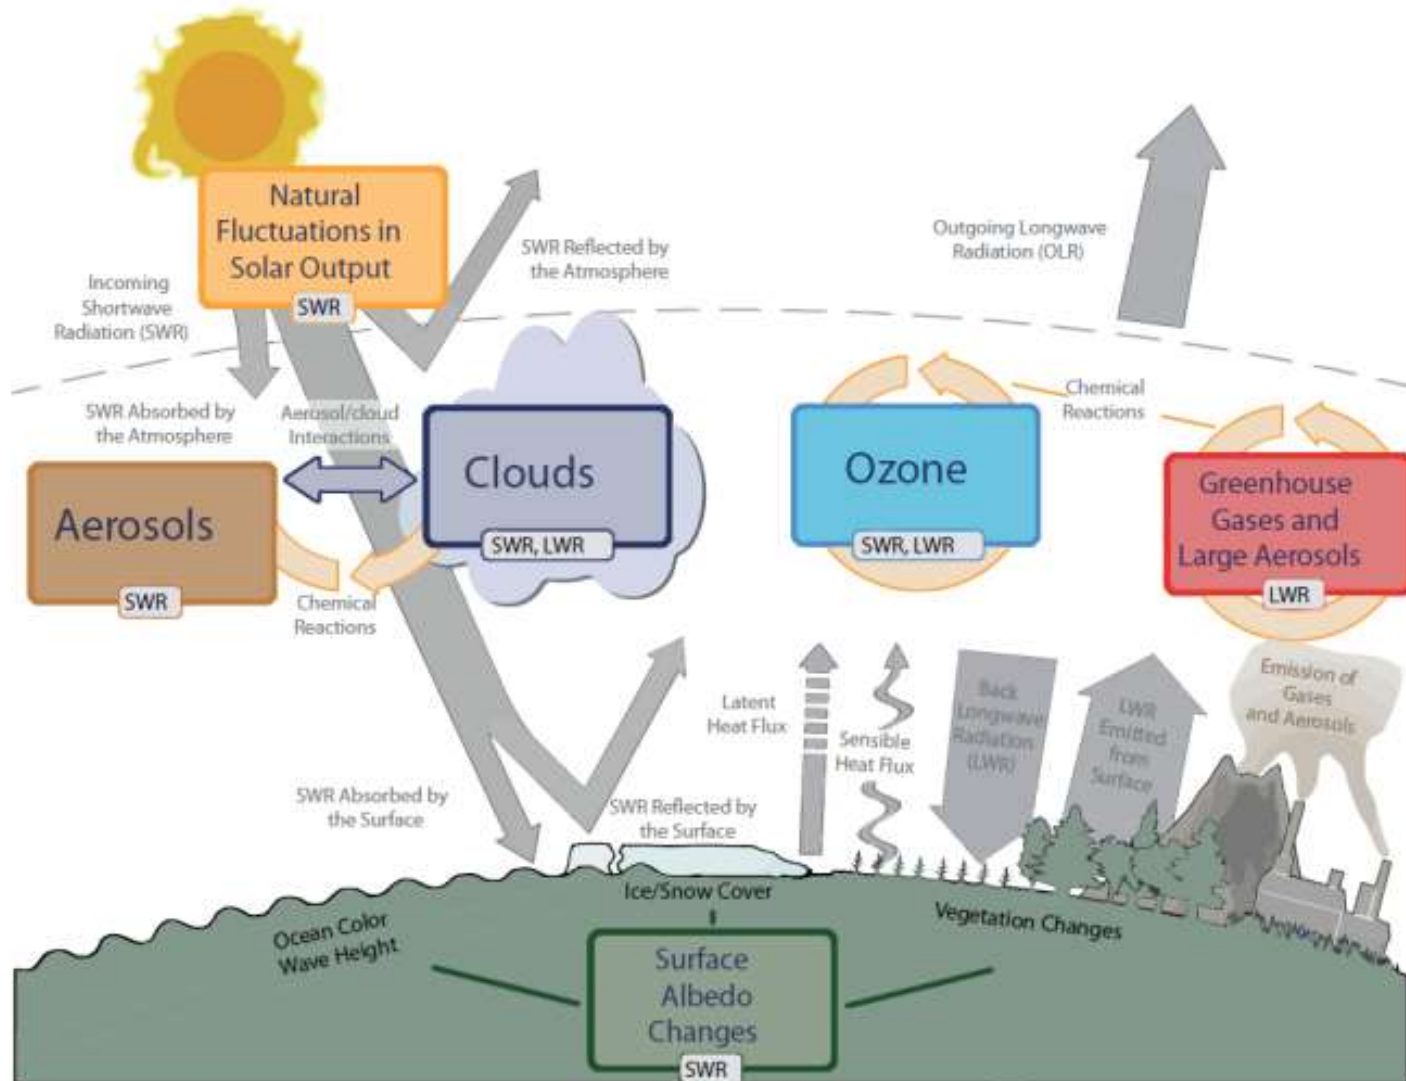 Natural
Fluctuations in
Solar Output
SWR
Incoming
Shortwave
Radiation (SWR)
SWR Reflected by
the Atmosphere
Outgoing Longwave
Radiation (OLR)
SWR Absorbed by
the Atmosphere
Aerosol/cloud
Interactions
Chemical
Reactions
Aerosols
SWR
Clouds
SWR, LWR
Ozone
SWR, LWR
Greenhouse
Gases and
Large Aerosols
LWR
Chemical
Reactions
Latent
Heat Flux
Sensible
Heat Flux
Back
Longwave
Radiation
(LWR)
LWR
Emitted
from
Surface
Emission of
Gases
and Aerosols
SWR Absorbed by
the Surface
SWR Reflected by
the Surface
Ice/Snow Cover
Ocean Color
Wave Height
Vegetation Changes
Surface
Albedo
Changes
SWR